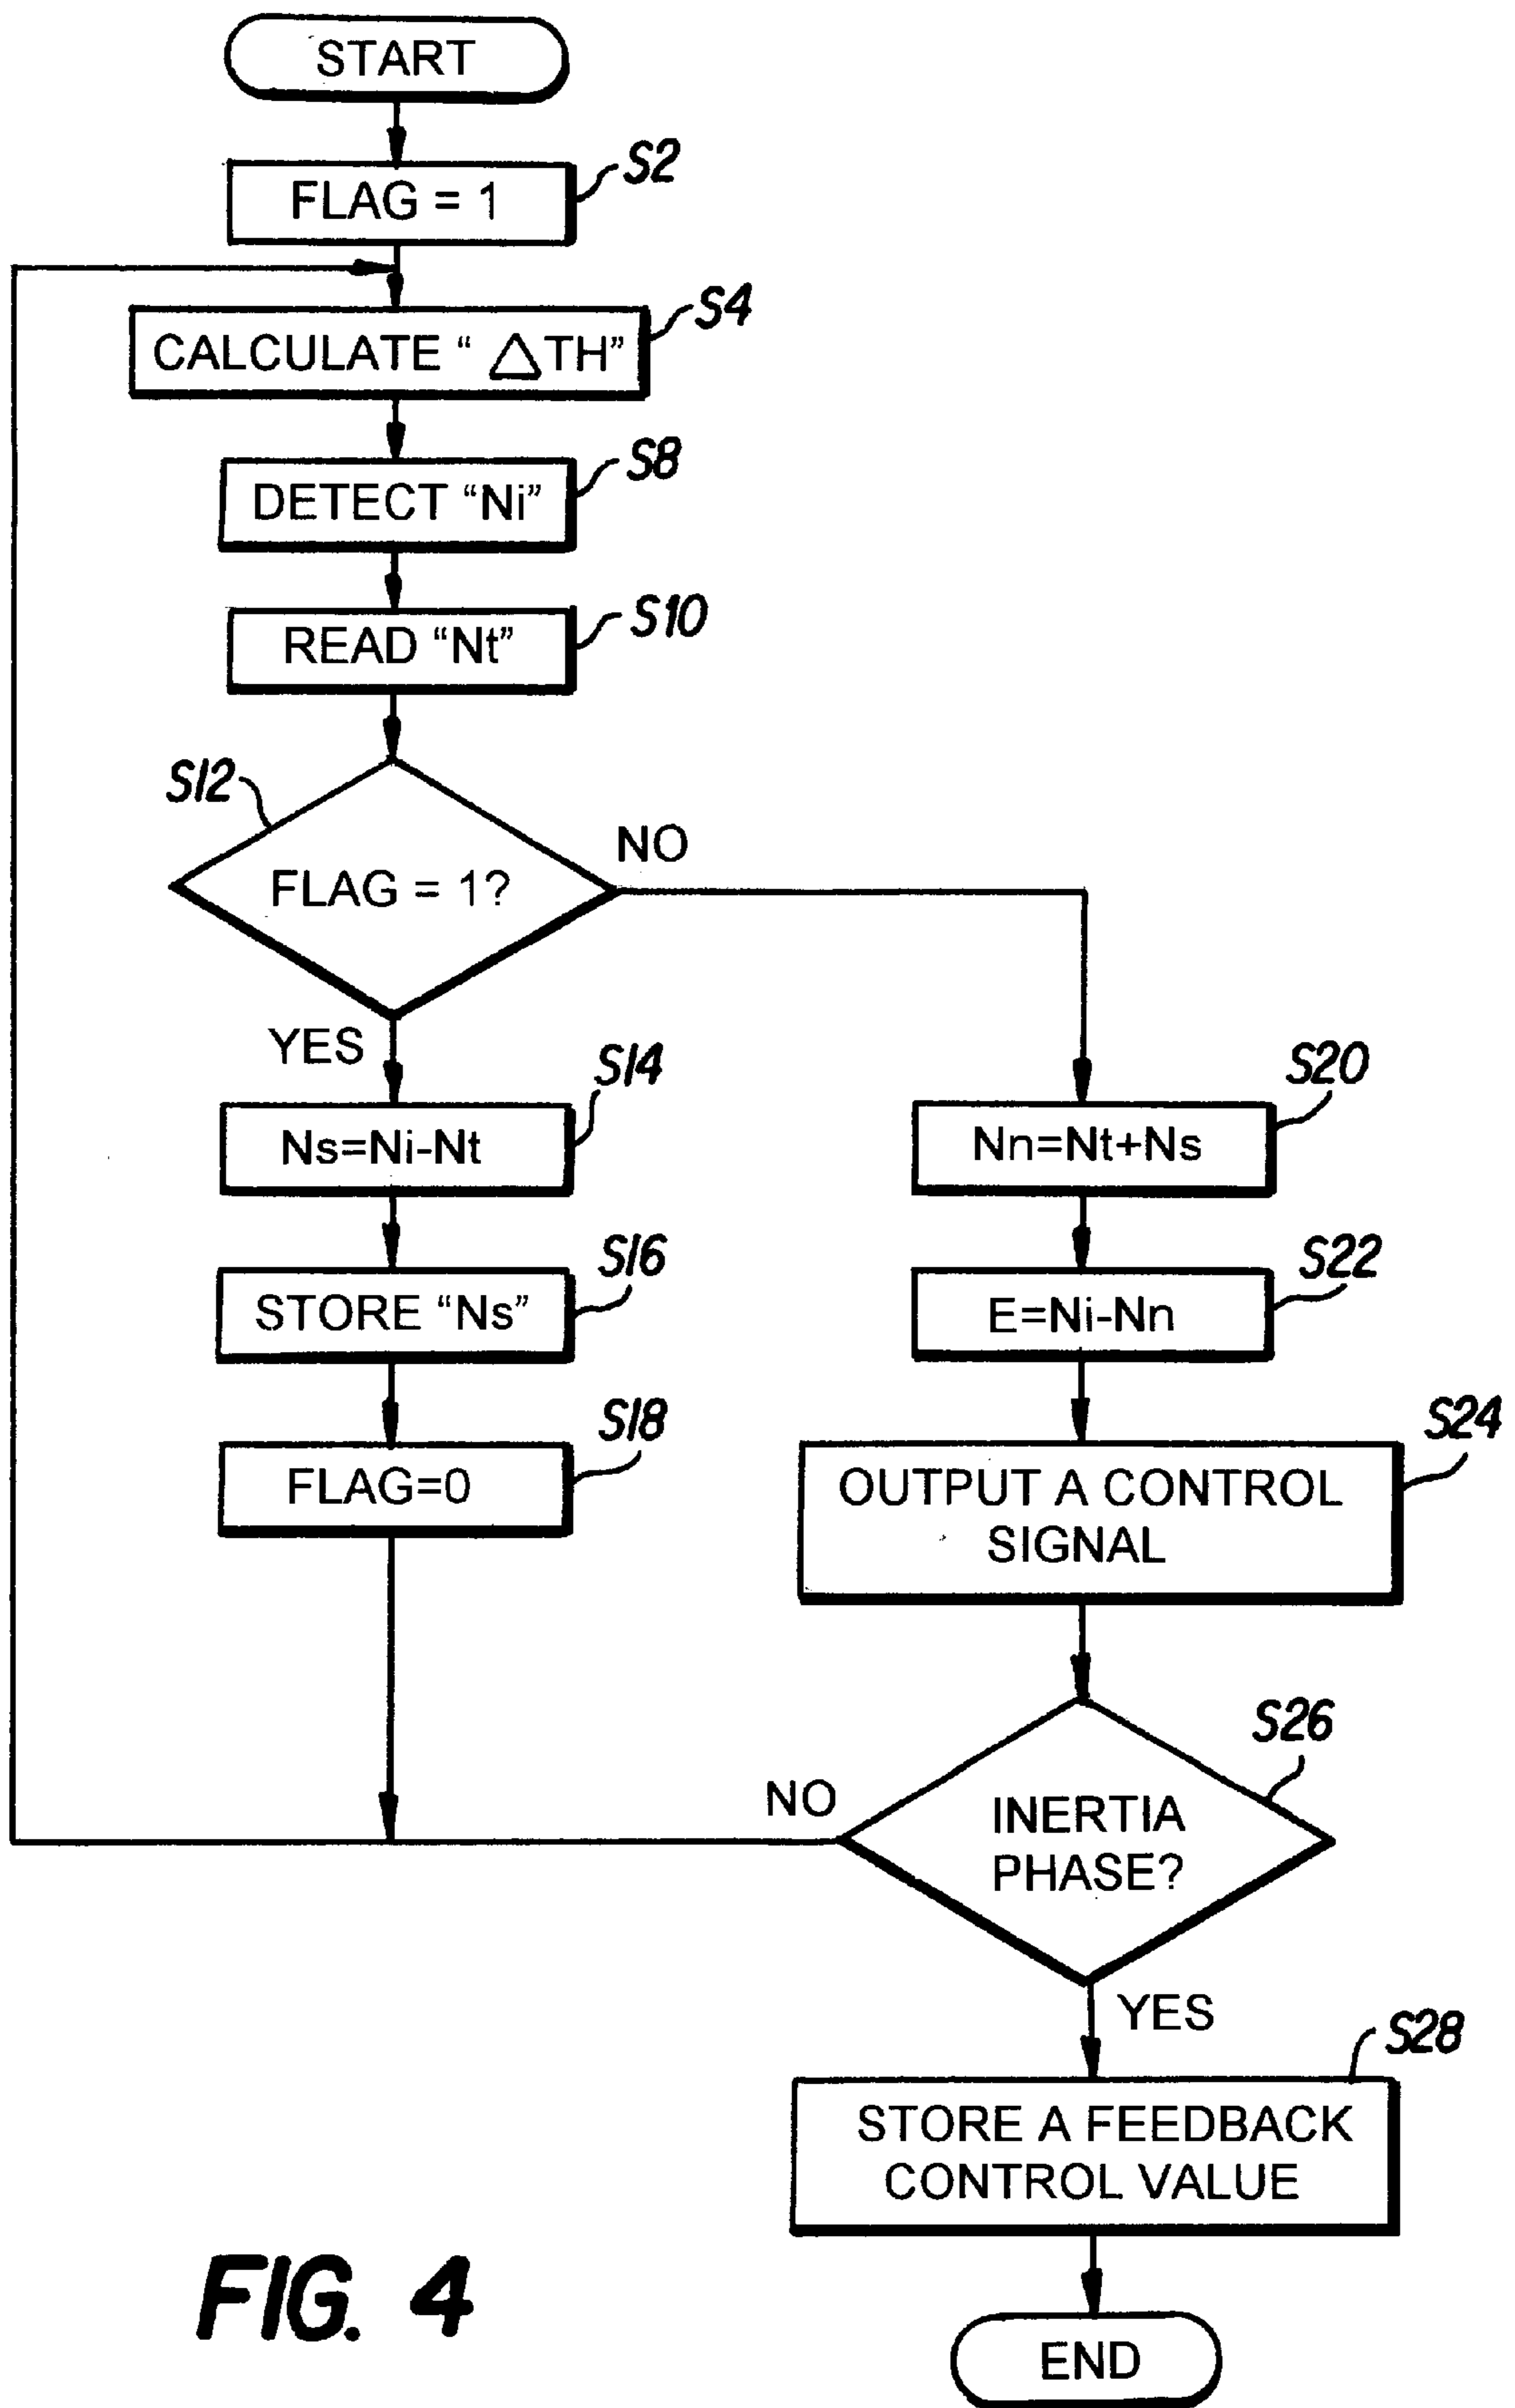 START
S2
FLAG = 1
S4
CALCULATE “ △TH”
S8
DETECT “Ni”
S10
READ “Nt”
S12
FLAG = 1?
NO
YES
S14
Ns=Ni-Nt
S16
STORE “Ns”
S18
FLAG=0
S20
Nn=Nt+Ns
S22
E=Ni-Nn
S24
OUTPUT A CONTROL
SIGNAL
S26
INERTIA
PHASE?
NO
YES
S28
STORE A FEEDBACK
CONTROL VALUE
END
FIG. 4